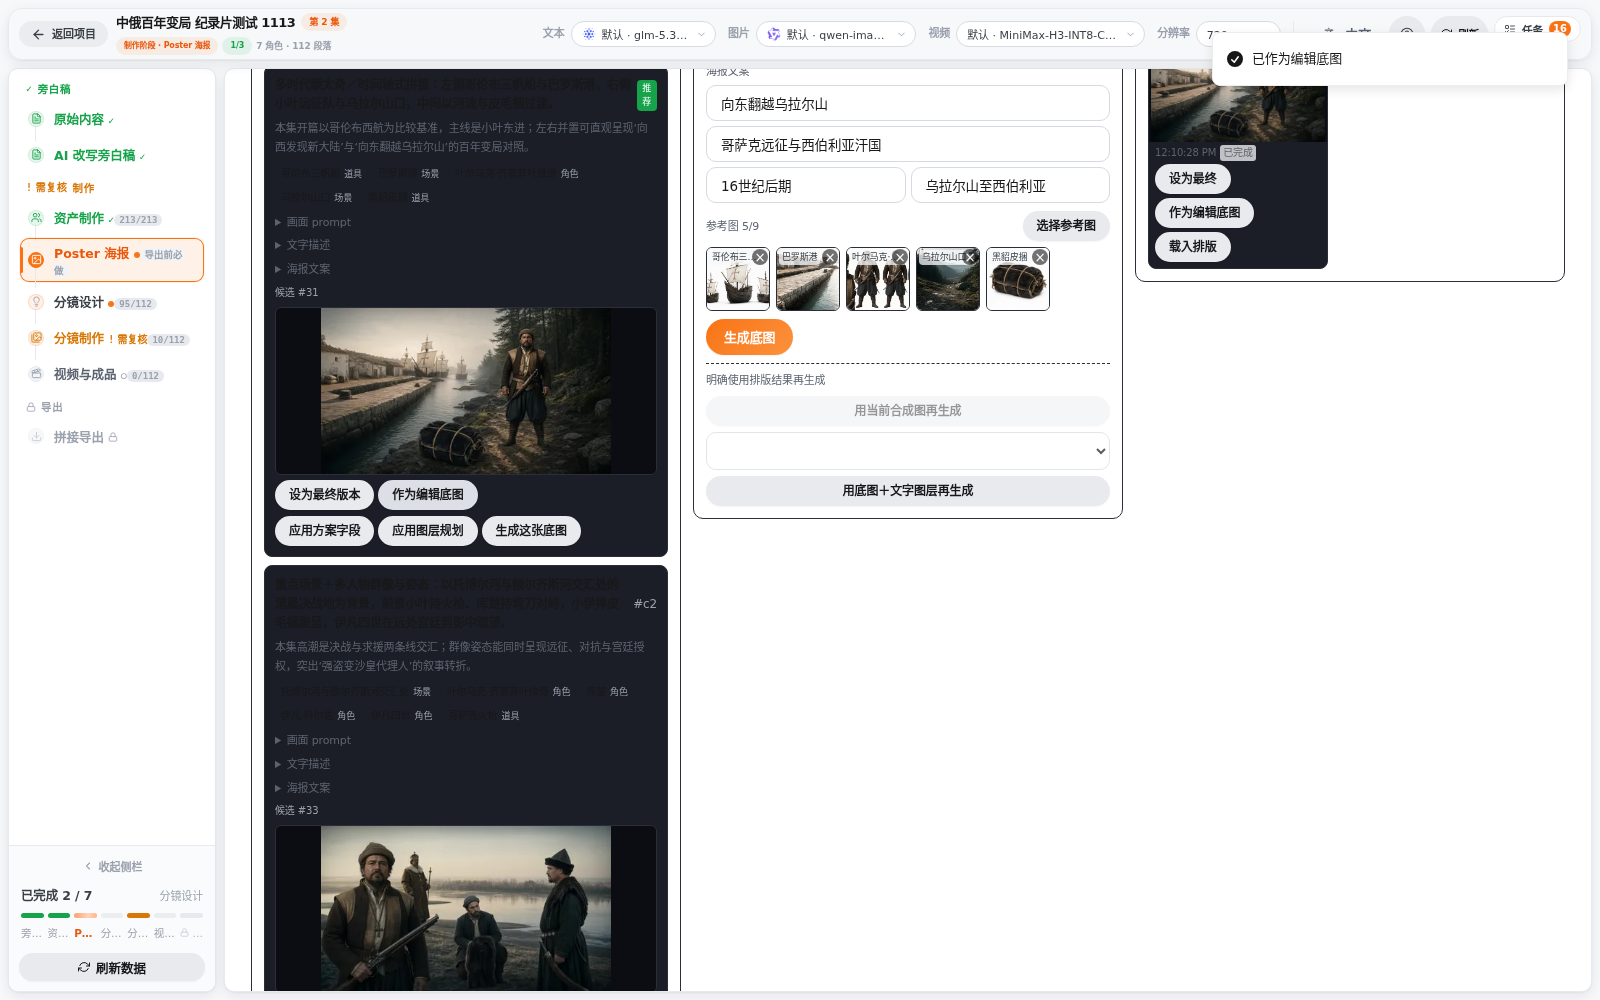 返回项目
中俄百年变局 纪录片测试 1113
第 2 集
制作阶段 · Poster 海报
1/3
7 角色 · 112 段落
文本
默认 · glm-5.3...
图片
默认 · qwen-ima...
视频
默认 · MiniMax-H3-INT8-C...
分辨率
任务
16
已作为编辑底图
旁白稿
原始内容
AI 改写旁白稿
! 需复核 制作
资产制作
213/213
Poster 海报
导出前必做
分镜设计
95/112
分镜制作
! 需复核
10/112
视频与成品
0/112
导出
拼接导出
收起侧栏
已完成 2 / 7
分镜设计
旁...
资...
P...
分...
分...
视...
...
刷新数据
推荐
本集开篇以哥伦布西航为比较基准，主线是小叶东进；左右并置可直观呈现'向
西发现新大陆'与'向东翻越乌拉尔山'的百年变局对照。
道具
场景
角色
场景
道具
画面 prompt
文字描述
海报文案
候选 #31
设为最终版本
作为编辑底图
应用方案字段
应用图层规划
生成这张底图
#c2
本集高潮是决战与求援两条线交汇；群像姿态能同时呈现远征、对抗与宫廷授
权，突出'强盗变沙皇代理人'的叙事转折。
场景
角色
角色
角色
角色
道具
画面 prompt
文字描述
海报文案
候选 #33
海报文案
向东翻越乌拉尔山
哥萨克远征与西伯利亚汗国
16世纪后期
乌拉尔山至西伯利亚
参考图 5/9
选择参考图
哥伦布三...
巴罗斯港
叶尔马克·...
乌拉尔山口
黑貂皮捆
生成底图
明确使用排版结果再生成
用当前合成图再生成
用底图＋文字图层再生成
12:10:28 PM
已完成
设为最终
作为编辑底图
载入排版